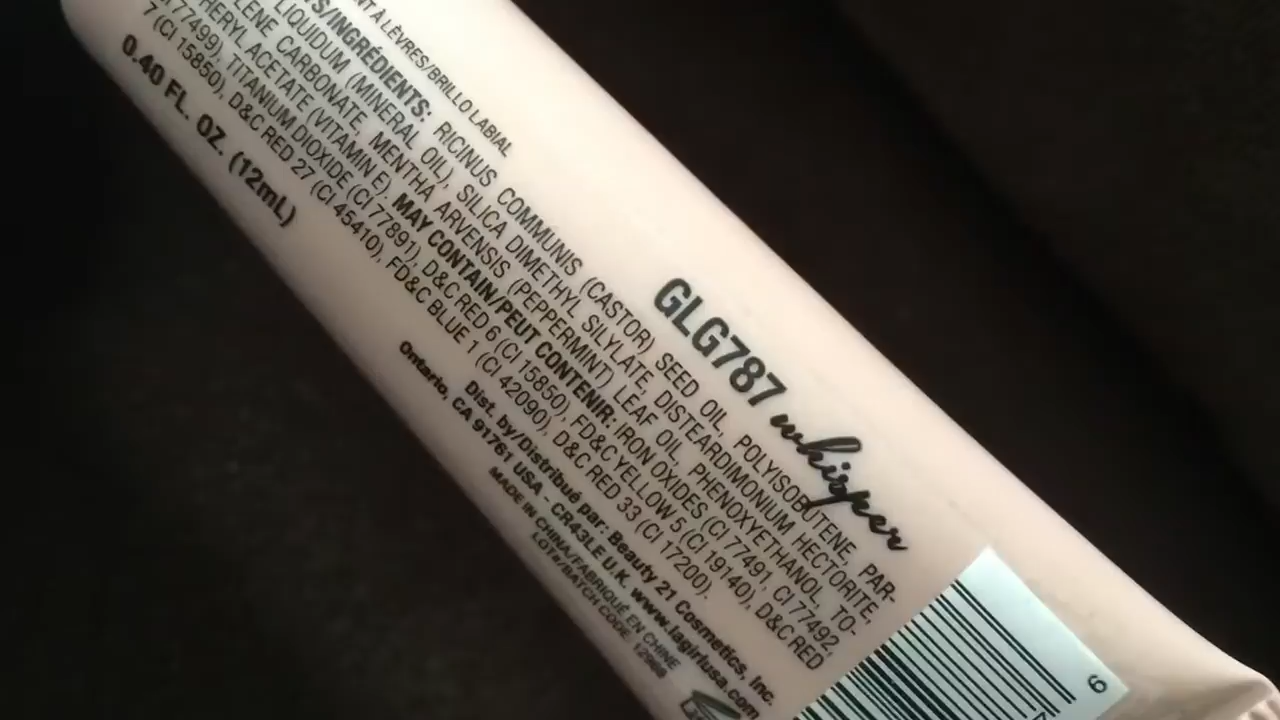 NT À LÈVRES/BRILLO LABIAL
TS/INGRÉDIENTS: RICINUS COMMUNIS (CASTOR) SEED OIL, POLYISOBUTENE, PAR-
LIQUIDUM (MINERAL OIL), SILICA DIMETHYL SILYLATE, DISTEARDIMONIUM HECTORITE,
LENE CARBONATE, MENTHA ARVENSIS (PEPPERMINT) LEAF OIL, PHENOXYETHANOL, TO-
HERYL ACETATE (VITAMIN E). MAY CONTAIN/PEUT CONTENIR: IRON OXIDES (CI 77491, CI 77492,
CI 77499), TITANIUM DIOXIDE (CI 77891), D&C RED 6 (CI 15850), FD&C YELLOW 5 (CI 19140), D&C RED
7 (CI 15850), D&C RED 27 (CI 45410), FD&C BLUE 1 (CI 42090), D&C RED 33 (CI 17200).
0.40 FL. OZ. (12mL)
GLG787 whisper
Dist. by/Distribué par: Beauty 21 Cosmetics, Inc.
Ontario, CA 91761 USA - CR43LE U.K. www.lagirlusa.com
MADE IN CHINA/FABRIQUÉ EN CHINE
LOTE/BATCH CODE:
6